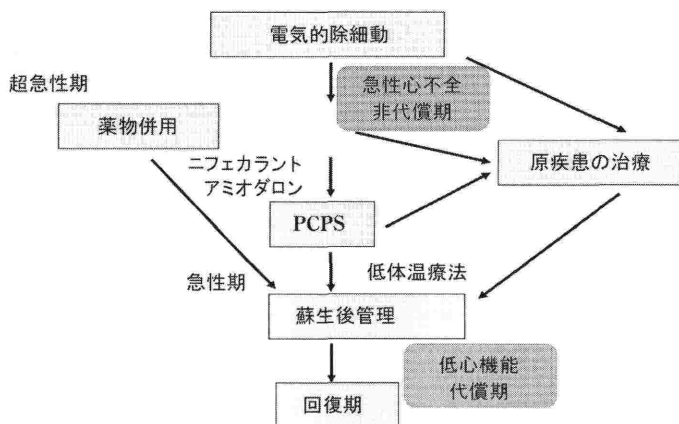 電気的除細動
超急性期
急性心不全
非代償期
薬物併用
原疾患の治療
ニフェカラント
アミオダロン
PCPS
急性期
低体温療法
蘇生後管理
低心機能
代償期
回復期